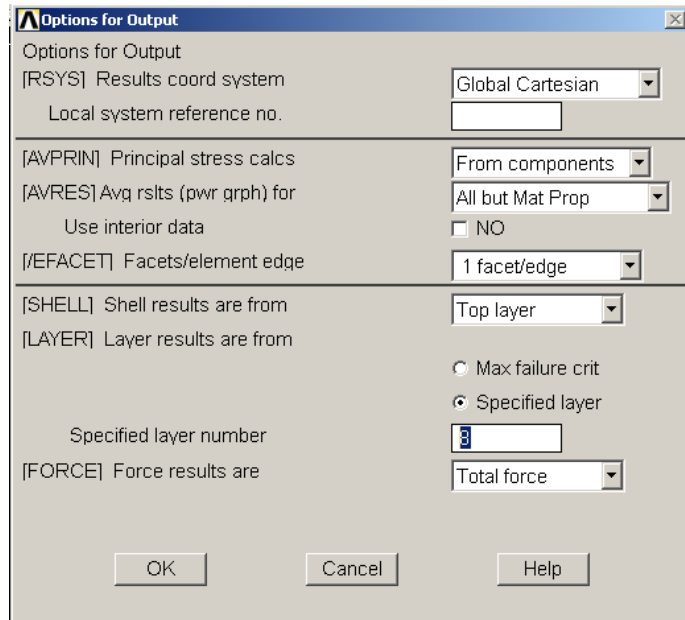 Options for Output
Options for Output
[RSYS] Results coord system Global Cartesian
Local system reference no.
[AVPRIN] Principal stress calcs From components
[AVRES] Avg rslts (pwr grph) for All but Mat Prop
Use interior data NO
[/EFACET] Facets/element edge 1 facet/edge
[SHELL] Shell results are from Top layer
[LAYER] Layer results are from
Max failure crit
Specified layer
Specified layer number 8
[FORCE] Force results are Total force
OK Cancel Help